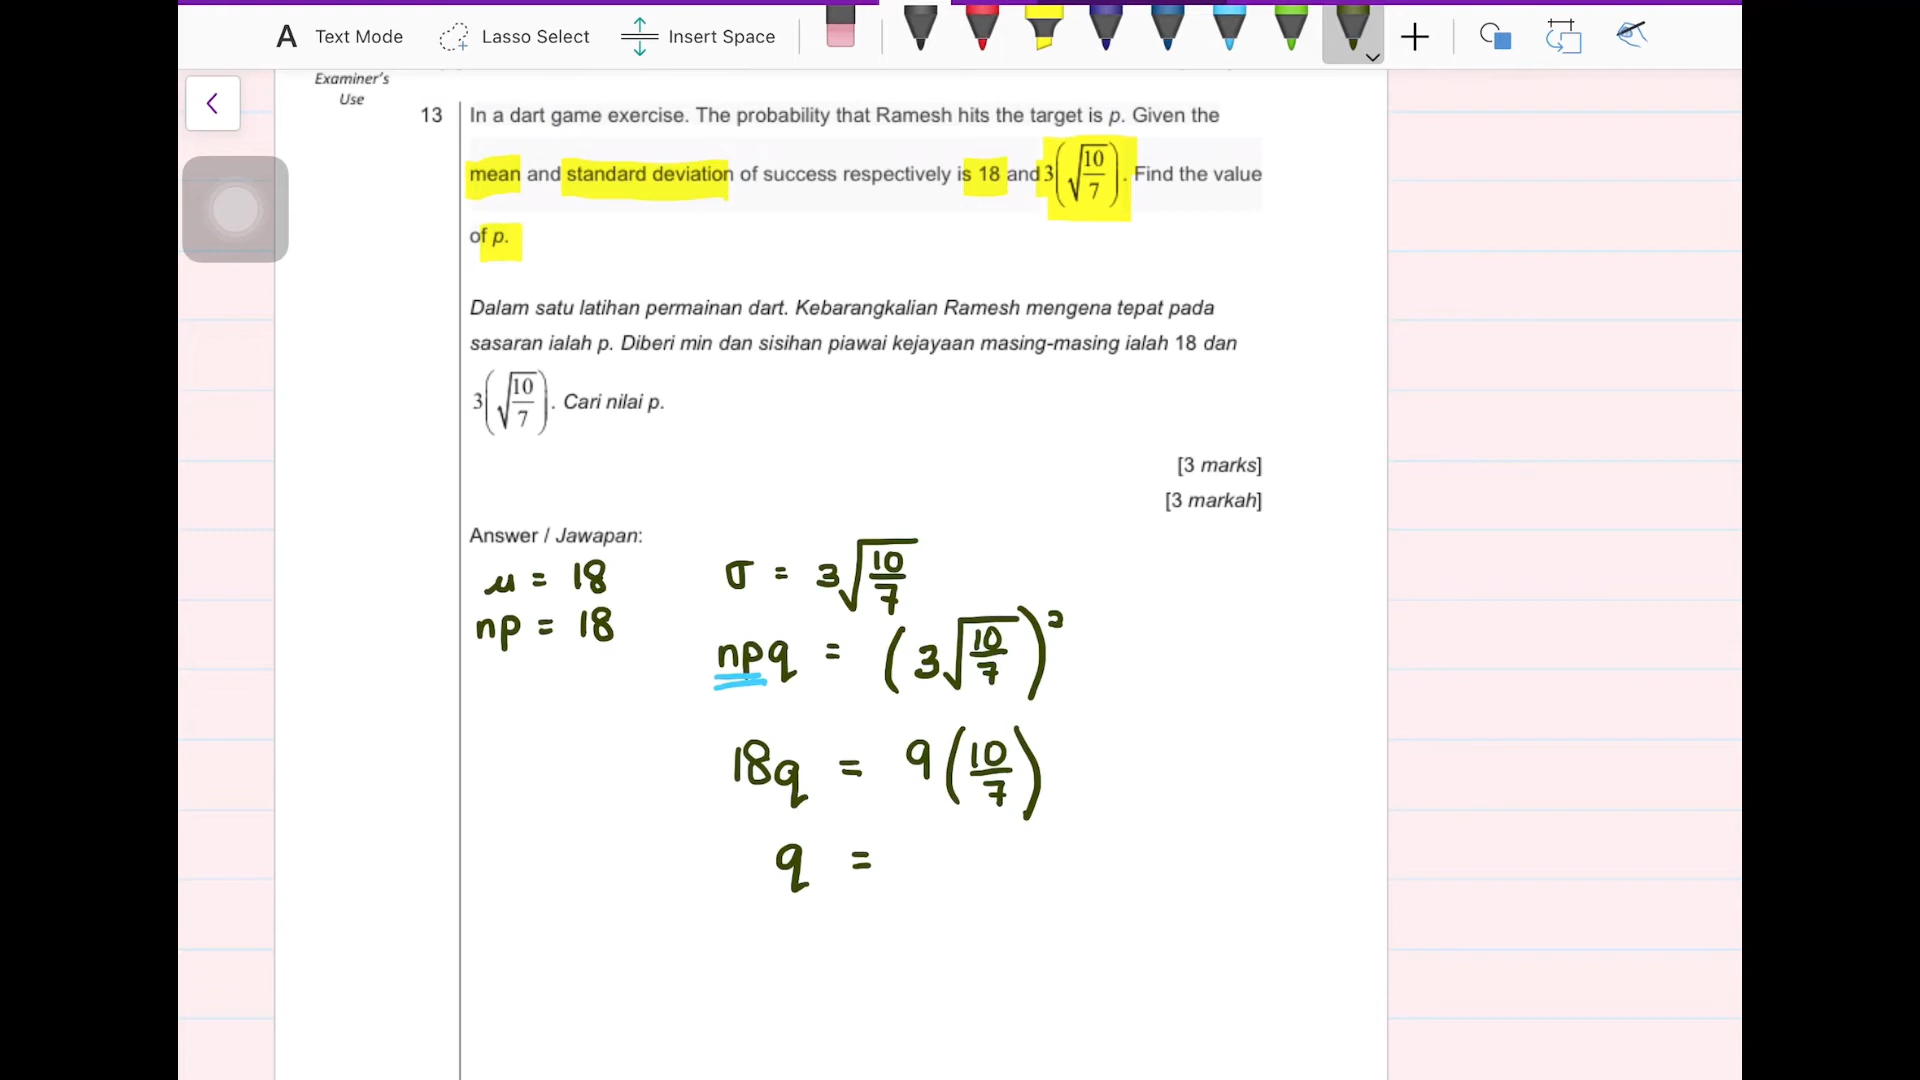 A Text Mode Lasso Select Insert Space
Examiner's
Use
13 In a dart game exercise. The probability that Ramesh hits the target is p. Given the
mean and standard deviation of success respectively is 18 and 3(√(10/7)). Find the value
of p.
Dalam satu latihan permainan dart. Kebarangkalian Ramesh mengena tepat pada
sasaran ialah p. Diberi min dan sisihan piawai kejayaan masing-masing ialah 18 dan
3(√(10/7)). Cari nilai p.
[3 marks]
[3 markah]
Answer / Jawapan:
μ = 18
np = 18
σ = 3√(10/7)
npq = (3√(10/7))²
18q = 9(10/7)
q =